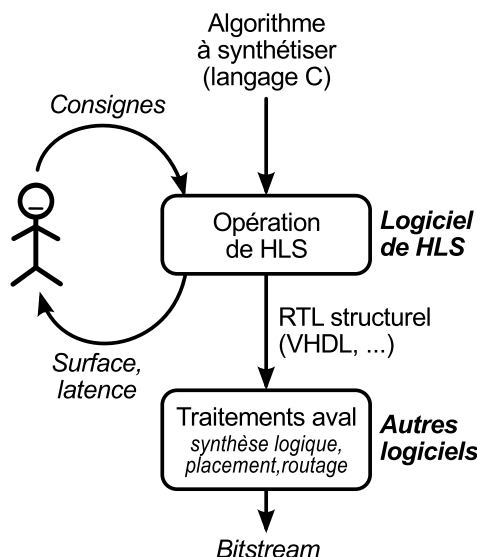 Algorithme
à synthétiser
(langage C)
Consignes
Opération
de HLS
Logiciel
de HLS
RTL structurel
(VHDL, ...)
Surface,
latence
Traitements aval
synthèse logique,
placement,routage
Autres
logiciels
Bitstream